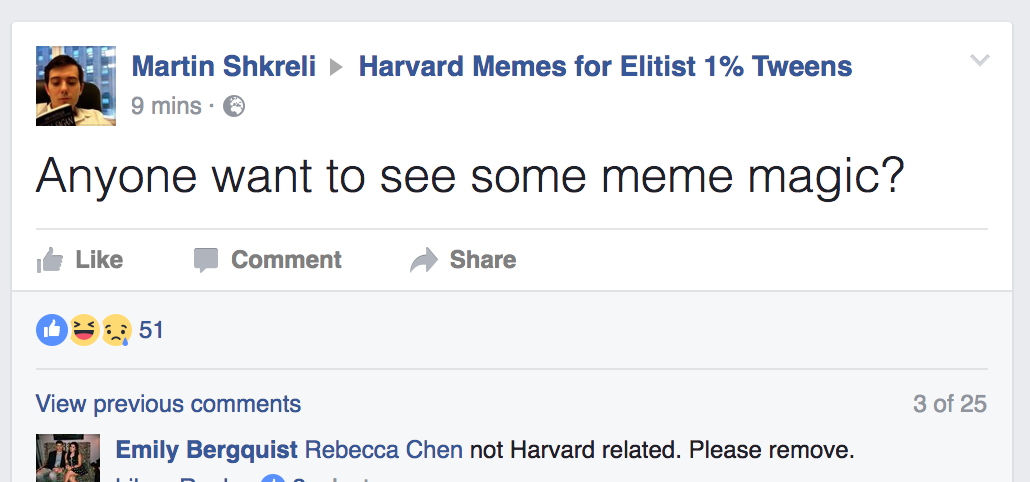 Martin Shkreli ▶ Harvard Memes for Elitist 1% Tweens
9 mins ·
Anyone want to see some meme magic?
Like Comment Share
51
View previous comments 3 of 25
Emily Bergquist Rebecca Chen not Harvard related. Please remove.